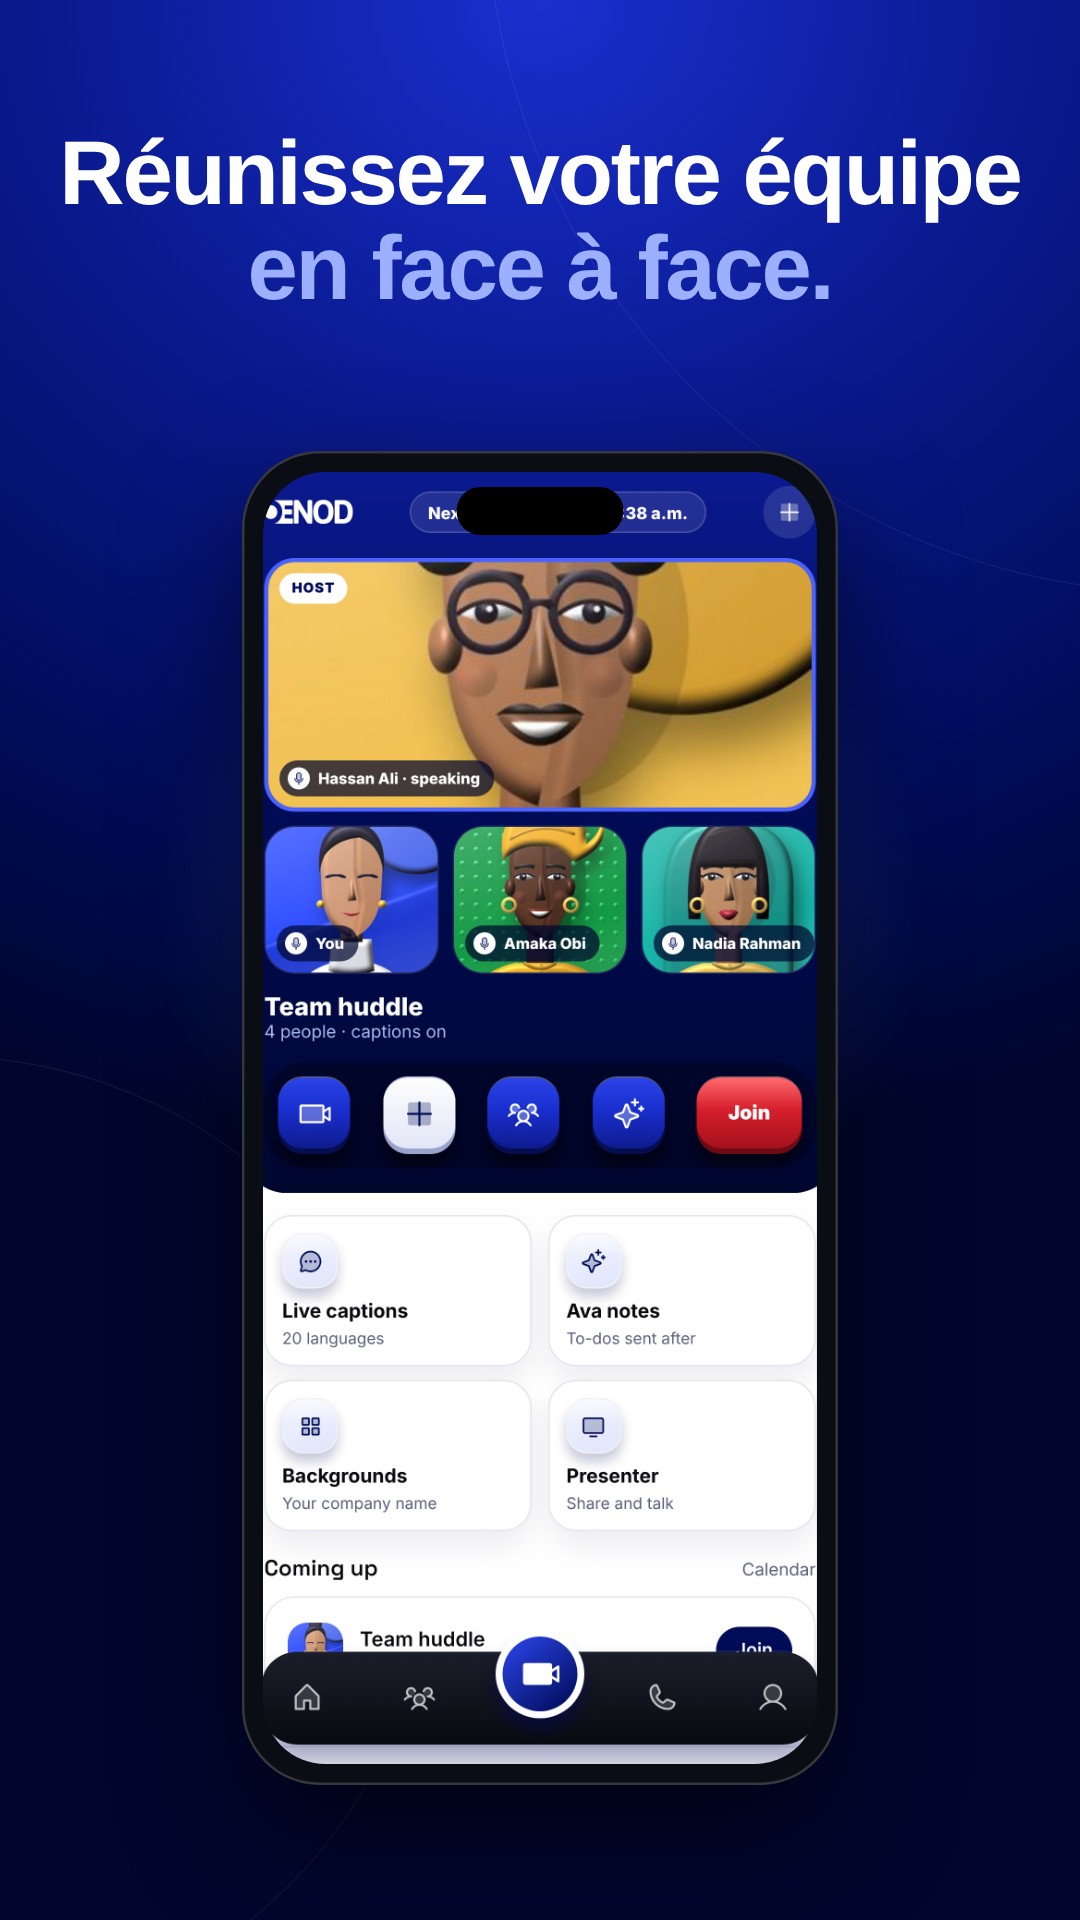 Réunissez votre équipe
en face à face.
ENOD
Nex :38 a.m.
HOST
Hassan Ali · speaking
You
Amaka Obi
Nadia Rahman
Team huddle
4 people · captions on
Join
Live captions
20 languages
Ava notes
To-dos sent after
Backgrounds
Your company name
Presenter
Share and talk
Coming up
Calendar
Team huddle
Join